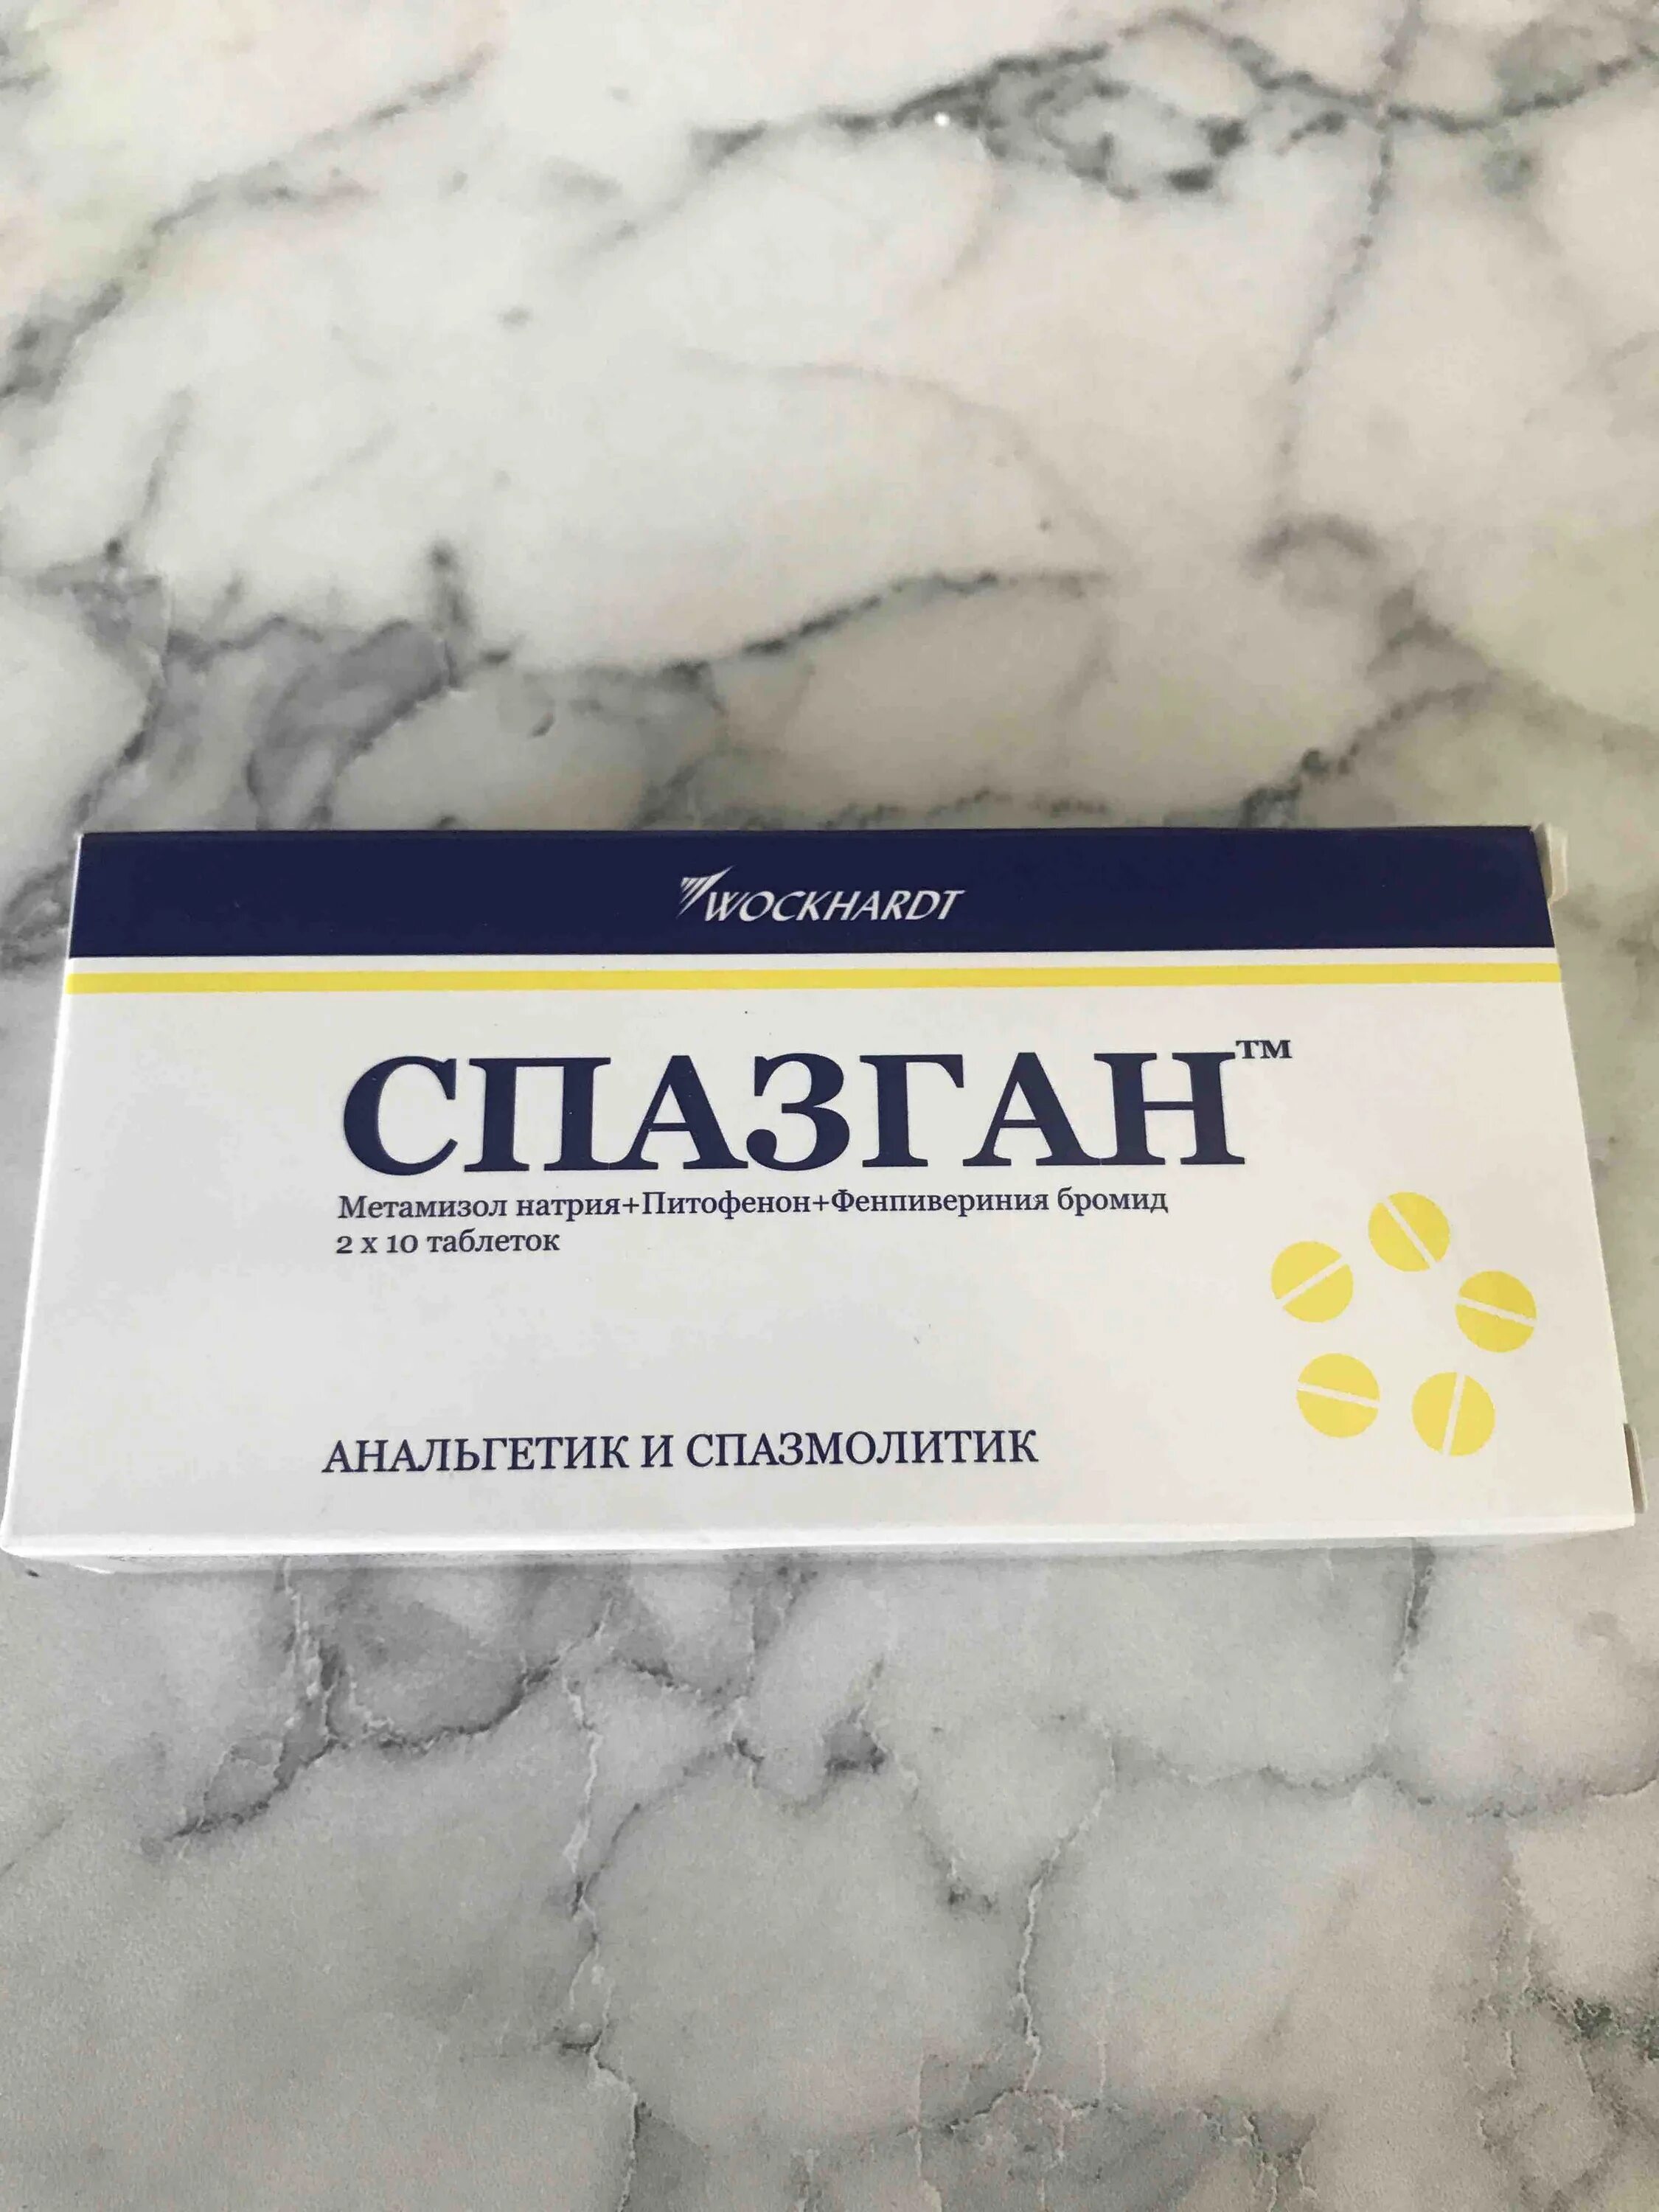 WOCKHARDT
СПАЗГАН™
Метамизол натрия+Питофенон+Фенпивериния бромид
2 x 10 таблеток
АНАЛЬГЕТИК И СПАЗМОЛИТИК